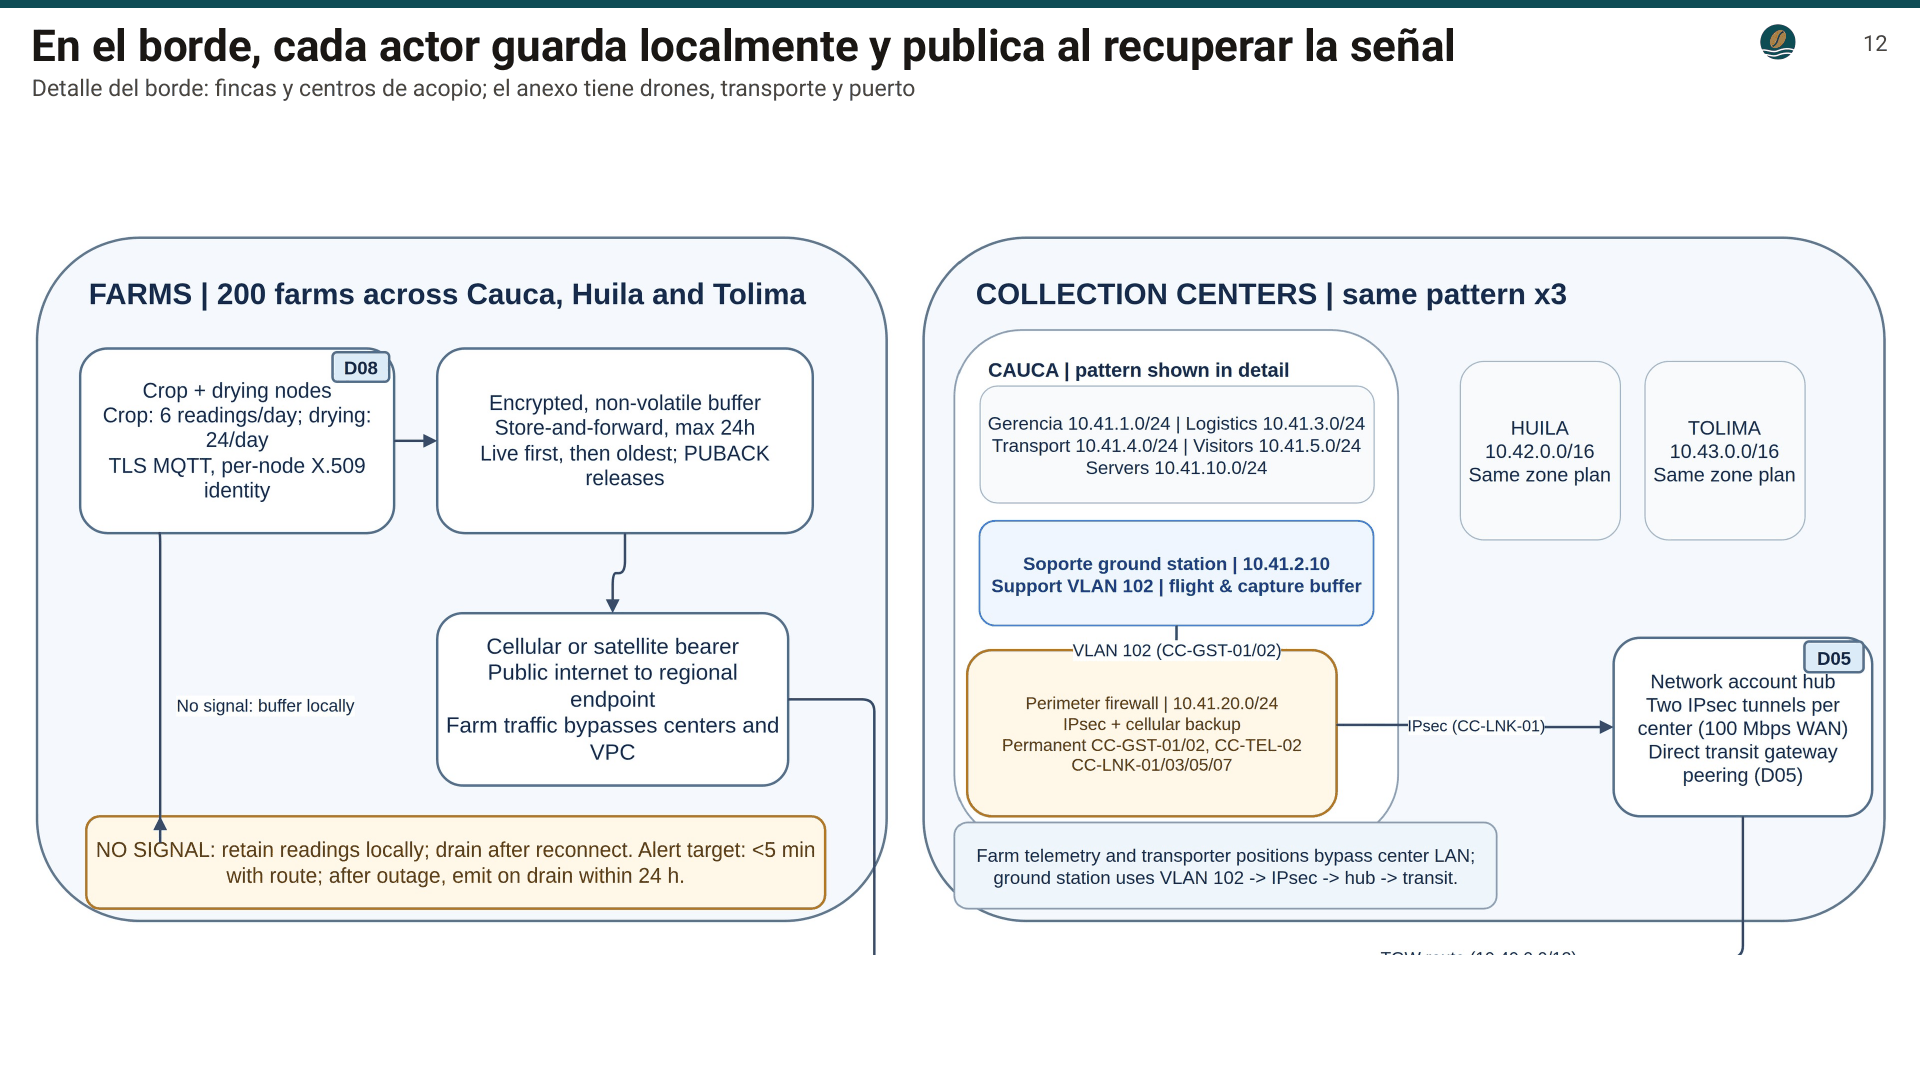 En el borde, cada actor guarda localmente y publica al recuperar la señal
12
Detalle del borde: fincas y centros de acopio; el anexo tiene drones, transporte y puerto
FARMS | 200 farms across Cauca, Huila and Tolima
D08
Crop + drying nodes
Crop: 6 readings/day; drying:
24/day
TLS MQTT, per-node X.509
identity
Encrypted, non-volatile buffer
Store-and-forward, max 24h
Live first, then oldest; PUBACK
releases
Cellular or satellite bearer
Public internet to regional
endpoint
Farm traffic bypasses centers and
VPC
No signal: buffer locally
NO SIGNAL: retain readings locally; drain after reconnect. Alert target: <5 min
with route; after outage, emit on drain within 24 h.
COLLECTION CENTERS | same pattern x3
CAUCA | pattern shown in detail
Gerencia 10.41.1.0/24 | Logistics 10.41.3.0/24
Transport 10.41.4.0/24 | Visitors 10.41.5.0/24
Servers 10.41.10.0/24
Soporte ground station | 10.41.2.10
Support VLAN 102 | flight & capture buffer
VLAN 102 (CC-GST-01/02)
Perimeter firewall | 10.41.20.0/24
IPsec + cellular backup
Permanent CC-GST-01/02, CC-TEL-02
CC-LNK-01/03/05/07
IPsec (CC-LNK-01)
HUILA
10.42.0.0/16
Same zone plan
TOLIMA
10.43.0.0/16
Same zone plan
D05
Network account hub
Two IPsec tunnels per
center (100 Mbps WAN)
Direct transit gateway
peering (D05)
Farm telemetry and transporter positions bypass center LAN;
ground station uses VLAN 102 -> IPsec -> hub -> transit.